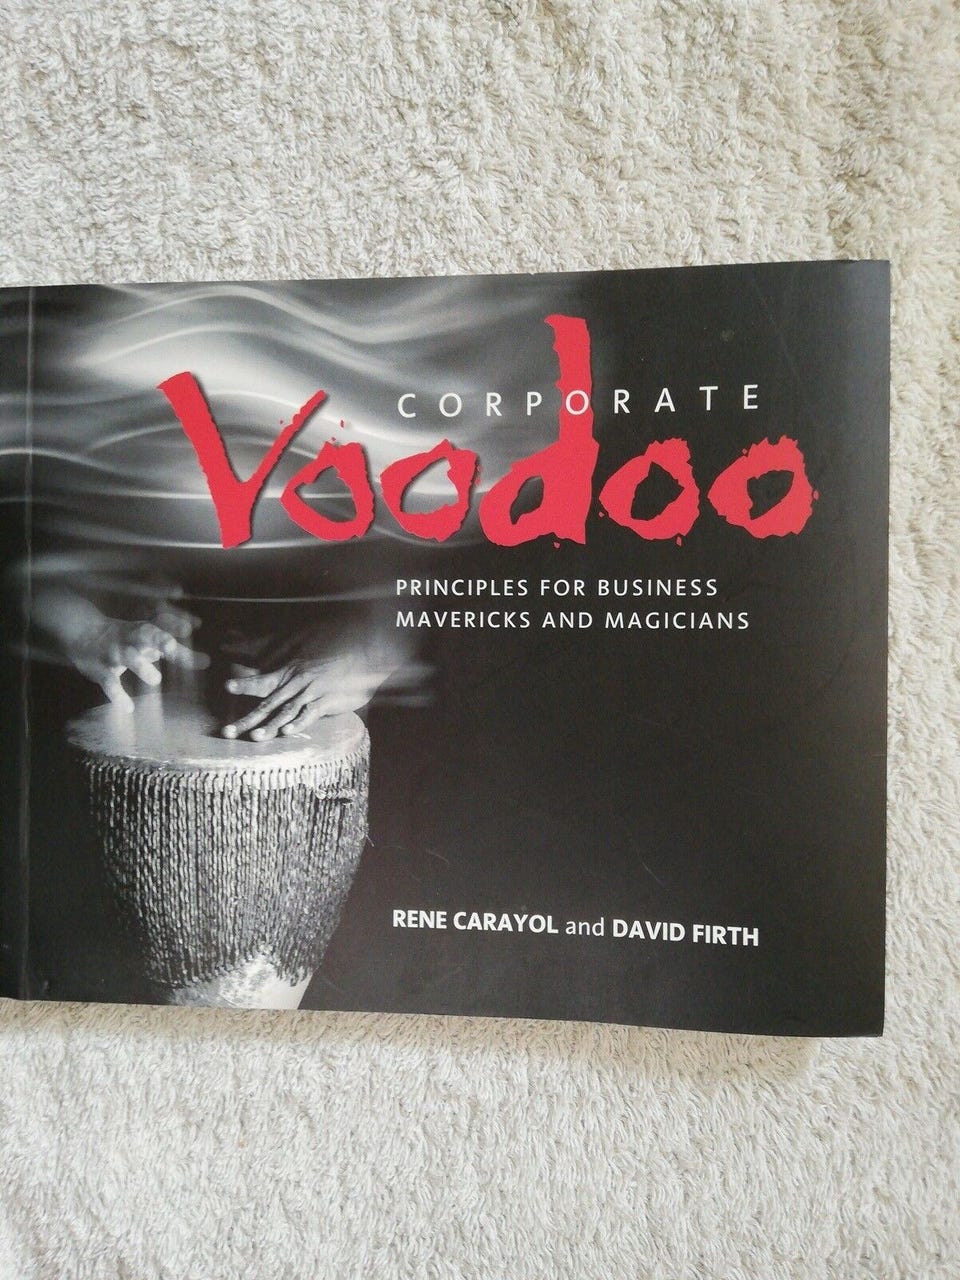 CORPORATE
Voodoo
PRINCIPLES FOR BUSINESS
MAVERICKS AND MAGICIANS
RENE CARAYOL and DAVID FIRTH